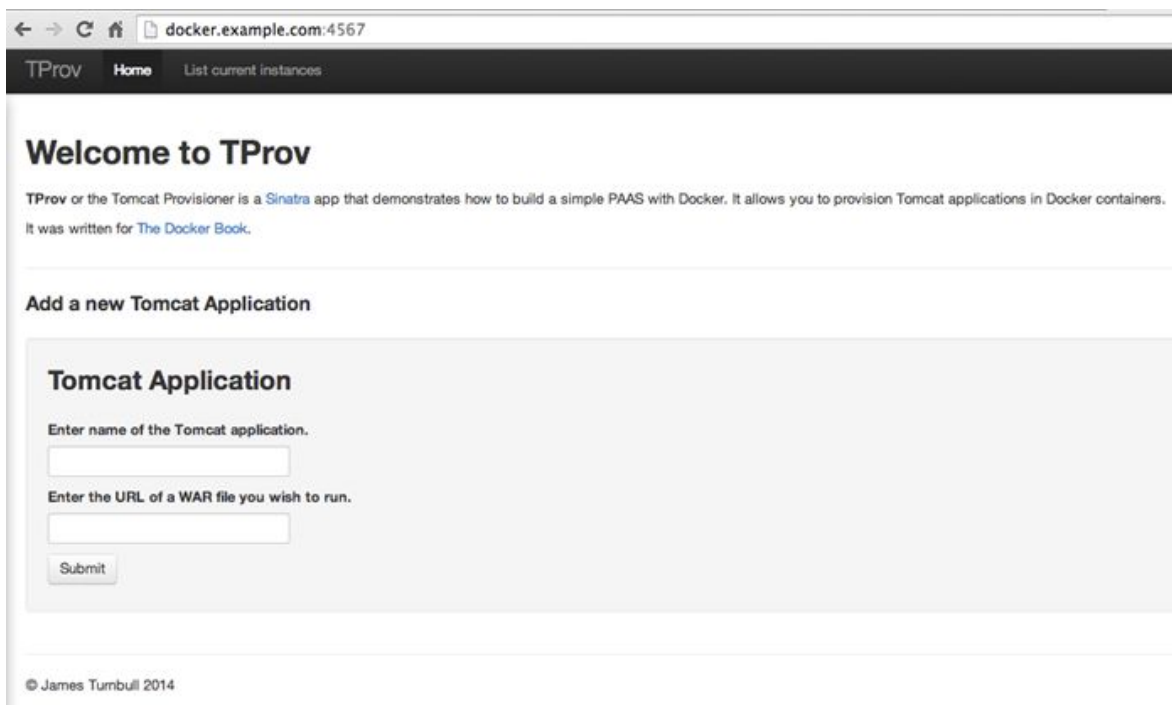 docker.example.com:4567
TProv Home List current instances
Welcome to TProv
TProv or the Tomcat Provisioner is a Sinatra app that demonstrates how to build a simple PAAS with Docker. It allows you to provision Tomcat applications in Docker containers.
It was written for The Docker Book.
Add a new Tomcat Application
Tomcat Application
Enter name of the Tomcat application.
Enter the URL of a WAR file you wish to run.
Submit
© James Turnbull 2014